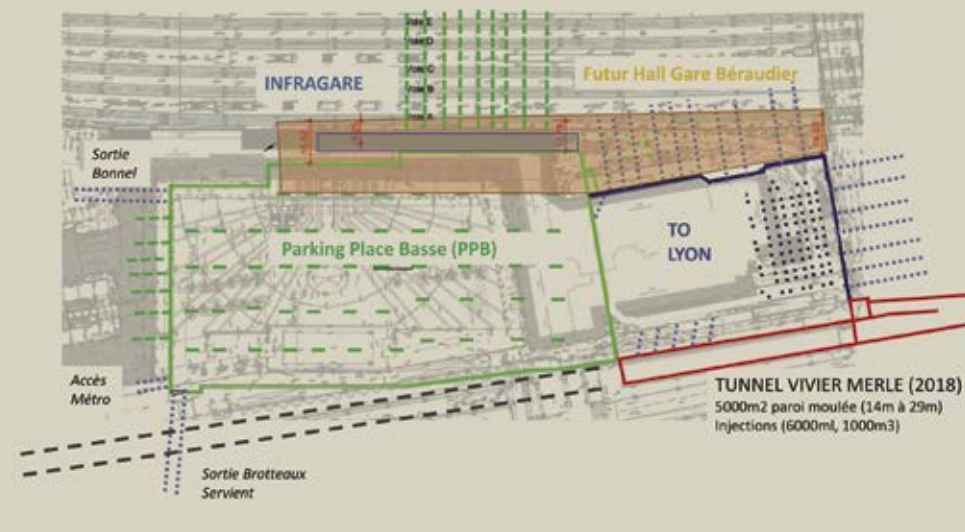 INFRAGARE
Futur Hall Gare Béraudier
Sortie
Bonnel
Parking Place Basse (PPB)
TO
LYON
Accès
Métro
TUNNEL VIVIER MERLE (2018)
5000m2 paroi moulée (14m à 29m)
Injections (6000ml, 1000m3)
Sortie Brotteaux
Servient